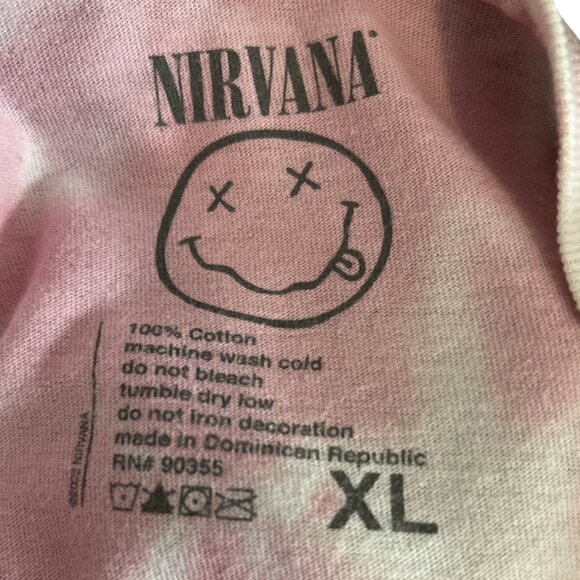 NIRVANA
100% Cotton
machine wash cold
do not bleach
tumble dry low
do not iron decoration
made in Dominican Republic
RN# 90355
XL
NIRVANA